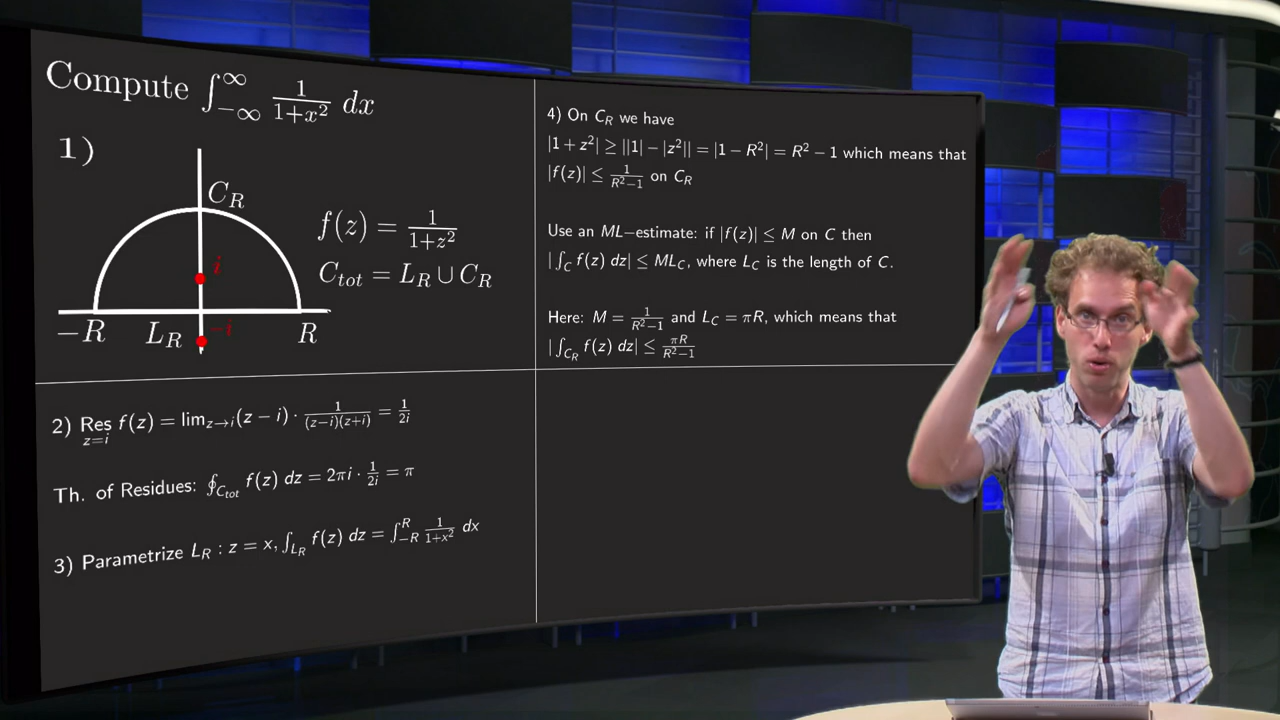 Compute ∫_{-∞}^{∞} 1/(1+x²) dx
1)
C_R
i
f(z) = 1/(1+z²)
C_tot = L_R ∪ C_R
−R L_R −i R
2) Res_{z=i} f(z) = lim_{z→i}(z − i) · 1/((z−i)(z+i)) = 1/(2i)
Th. of Residues: ∮_{C_tot} f(z) dz = 2πi · 1/(2i) = π
3) Parametrize L_R : z = x, ∫_{L_R} f(z) dz = ∫_{−R}^{R} 1/(1+x²) dx
4) On C_R we have
|1 + z²| ≥ ||1| − |z²|| = |1 − R²| = R² − 1 which means that
|f(z)| ≤ 1/(R²−1) on C_R
Use an ML−estimate: if |f(z)| ≤ M on C then
|∫_C f(z) dz| ≤ ML_C, where L_C is the length of C.
Here: M = 1/(R²−1) and L_C = πR, which means that
|∫_{C_R} f(z) dz| ≤ πR/(R²−1)